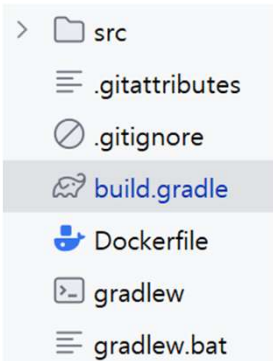 src
.gitattributes
.gitignore
build.gradle
Dockerfile
gradlew
gradlew.bat